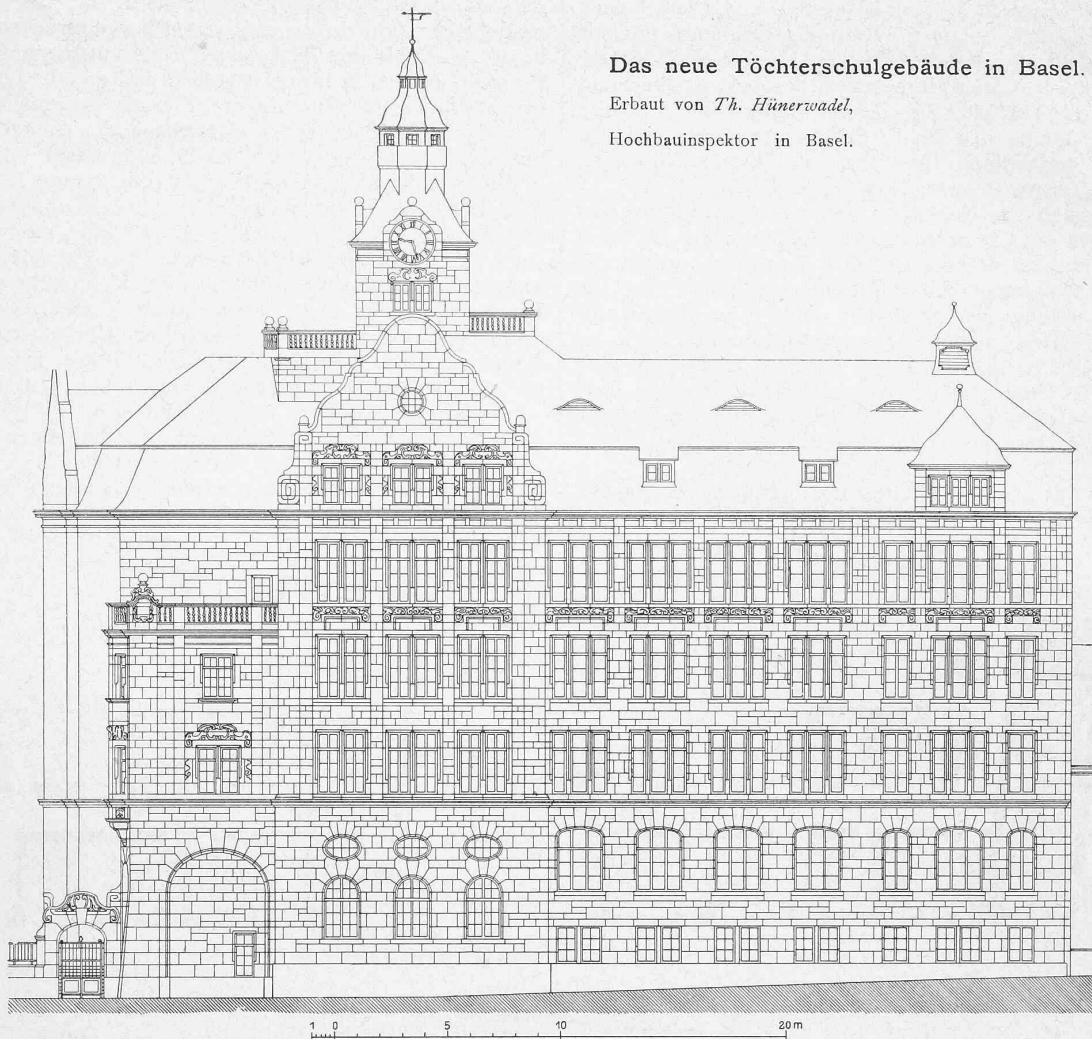 Das neue Töchterschulgebäude in Basel.
Erbaut von Th. Hünerwadel,
Hochbauinspektor in Basel.
1 0 5 10 20 m